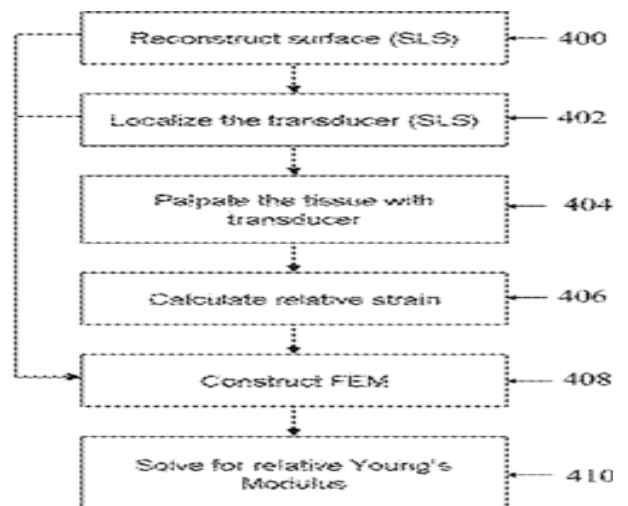 Reconstruct surface (SLS)
400
Localize the transducer (SLS)
402
Palpate the tissue with
transducer
404
Calculate relative strain
406
Construct FEM
408
Solve for relative Young's
Modulus
410